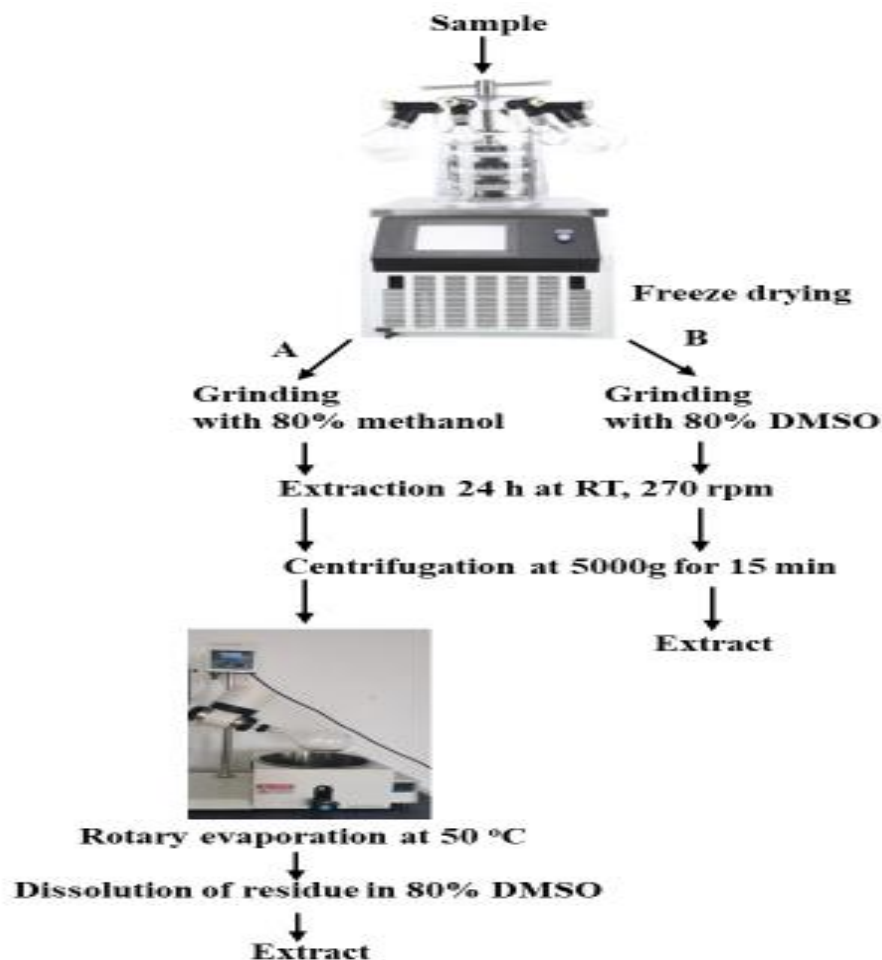 Sample
Freeze drying
A
B
Grinding
with 80% methanol
Grinding
with 80% DMSO
Extraction 24 h at RT, 270 rpm
Centrifugation at 5000g for 15 min
Extract
Rotary evaporation at 50 °C
Dissolution of residue in 80% DMSO
Extract